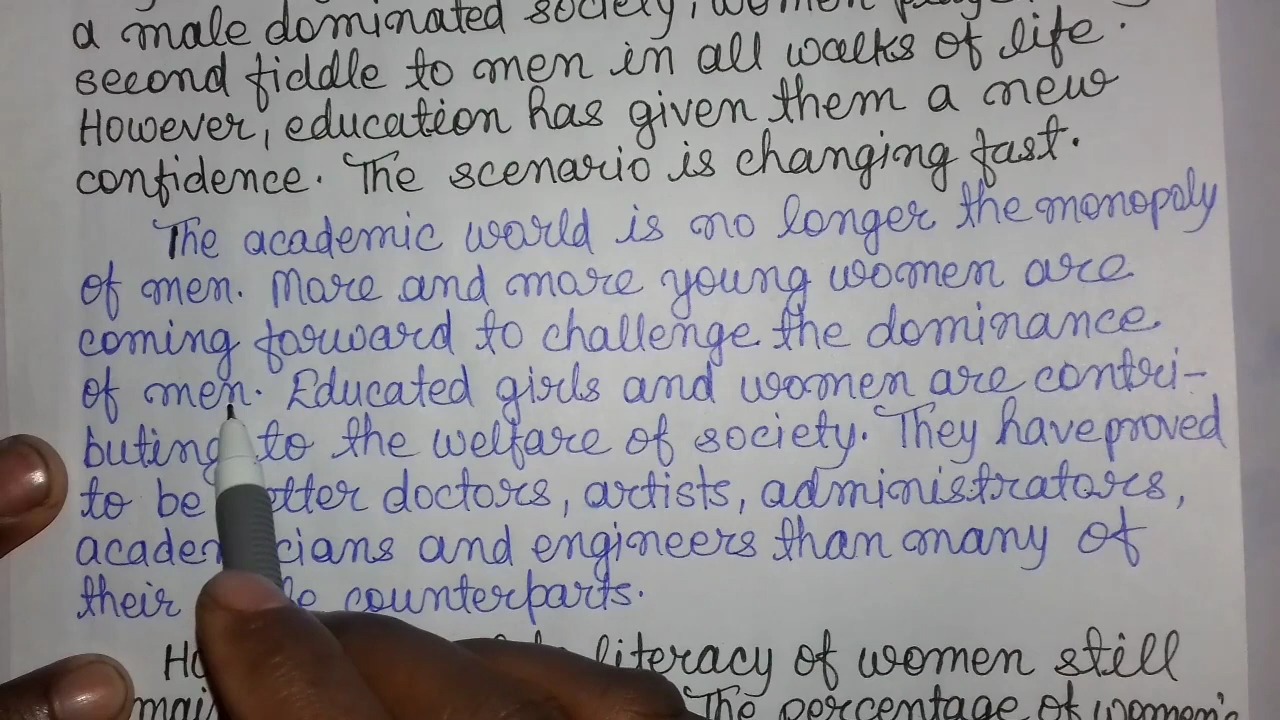 a male dominated society, women
second fiddle to men in all walks of life.
However, education has given them a new
confidence. The scenario is changing fast.
The academic world is no longer the monopoly
of men. More and more young women are
coming forward to challenge the dominance
of men. Educated girls and women are contri-
buting to the welfare of society. They have proved
to be doctors, artists, administrators,
and engineers than many of
their counterparts.
literacy of women still
The percentage of women's